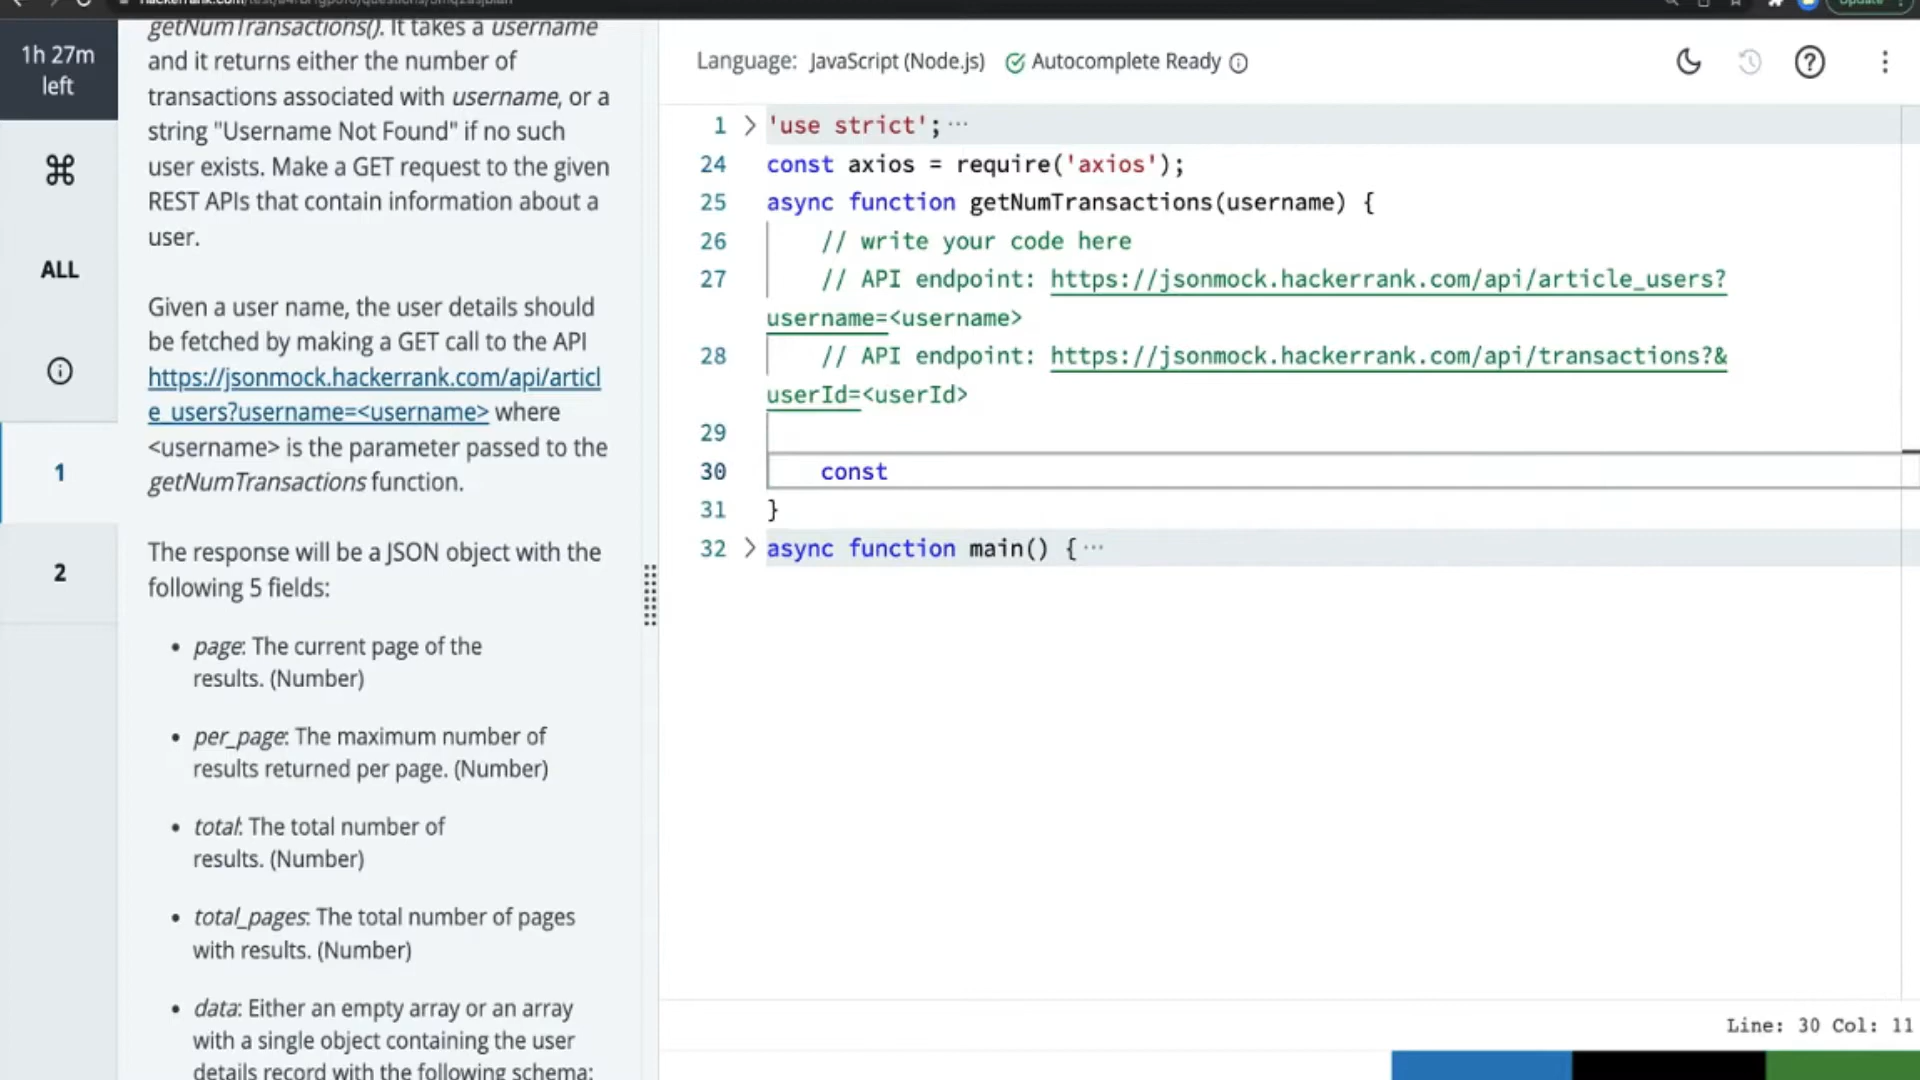 1h 27m
left
ALL
1
2
getNumTransactions(). It takes a username
and it returns either the number of
transactions associated with username, or a
string "Username Not Found" if no such
user exists. Make a GET request to the given
REST APIs that contain information about a
user.
Given a user name, the user details should
be fetched by making a GET call to the API
https://jsonmock.hackerrank.com/api/articl
e_users?username=<username> where
<username> is the parameter passed to the
getNumTransactions function.
The response will be a JSON object with the
following 5 fields:
• page: The current page of the
results. (Number)
• per_page: The maximum number of
results returned per page. (Number)
• total: The total number of
results. (Number)
• total_pages: The total number of pages
with results. (Number)
• data: Either an empty array or an array
with a single object containing the user
details record with the following schema:
Language: JavaScript (Node.js) Autocomplete Ready
1 'use strict';···
24 const axios = require('axios');
25 async function getNumTransactions(username) {
26 // write your code here
27 // API endpoint: https://jsonmock.hackerrank.com/api/article_users?
username=<username>
28 // API endpoint: https://jsonmock.hackerrank.com/api/transactions?&
userId=<userId>
29
30 const
31 }
32 async function main() {···
Line: 30 Col: 11